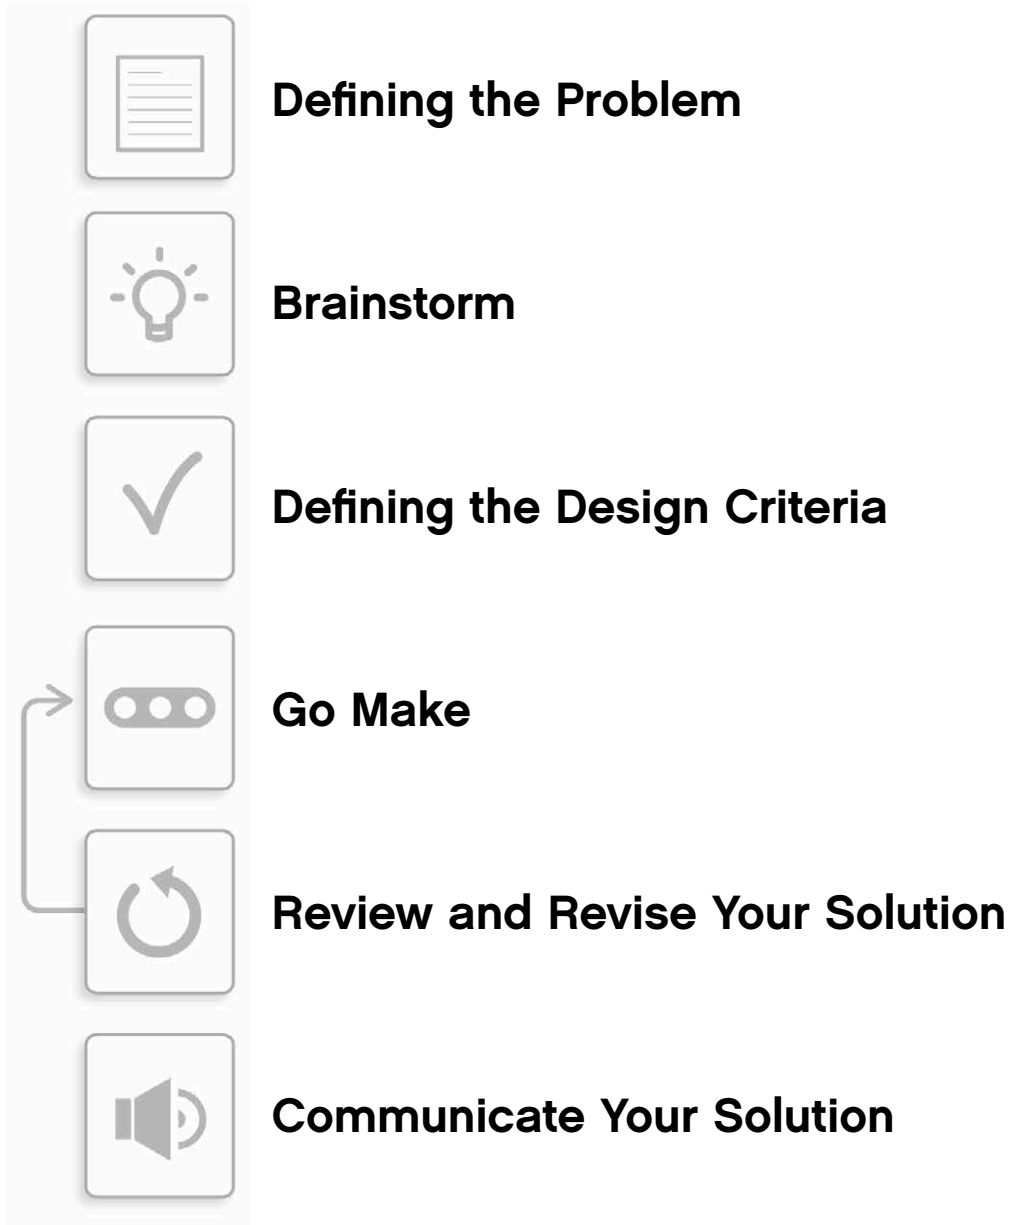 Defining the Problem
Brainstorm
Defining the Design Criteria
Go Make
Review and Revise Your Solution
Communicate Your Solution